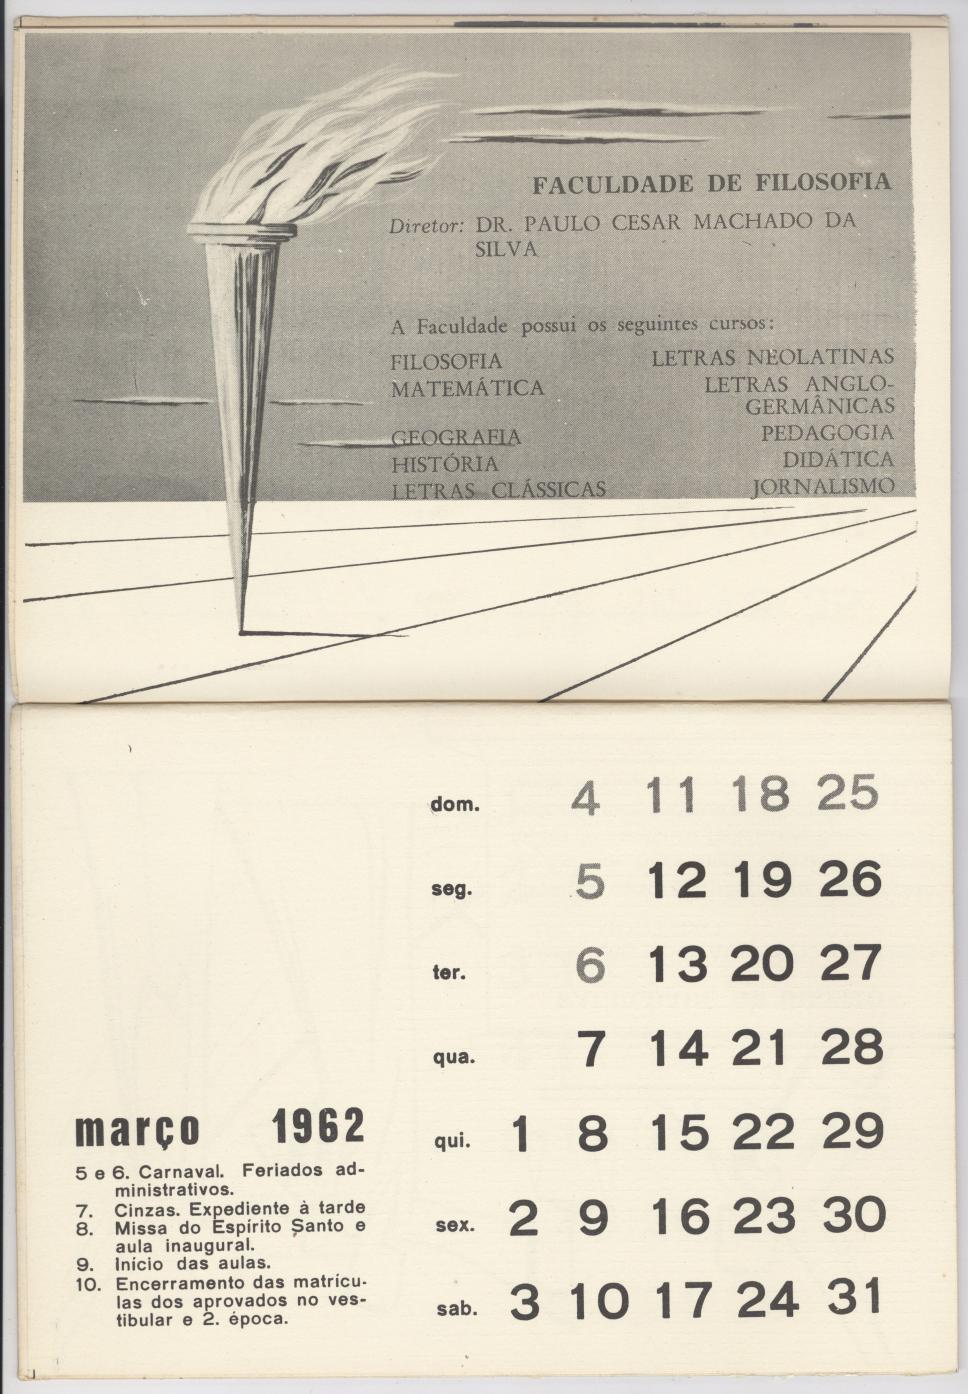 FACULDADE DE FILOSOFIA
Diretor: DR. PAULO CESAR MACHADO DA
SILVA
A Faculdade possui os seguintes cursos:
FILOSOFIA
MATEMÁTICA
GEOGRAFIA
HISTÓRIA
LETRAS CLÁSSICAS
LETRAS NEOLATINAS
LETRAS ANGLO-
GERMÂNICAS
PEDAGOGIA
DIDÁTICA
JORNALISMO
março 1962
5 e 6. Carnaval. Feriados ad-
ministrativos.
7. Cinzas. Expediente à tarde
8. Missa do Espírito Santo e
aula inaugural.
9. Início das aulas.
10. Encerramento das matrícu-
las dos aprovados no ves-
tibular e 2. época.
dom. 4 11 18 25
seg. 5 12 19 26
ter. 6 13 20 27
qua. 7 14 21 28
qui. 1 8 15 22 29
sex. 2 9 16 23 30
sab. 3 10 17 24 31